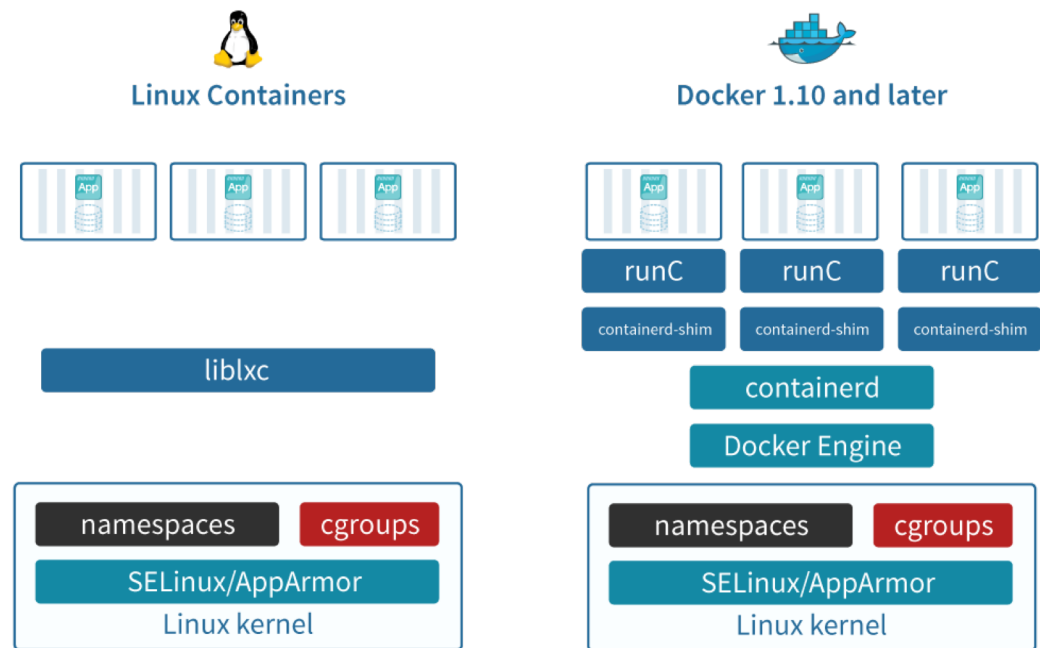 Linux Containers
App
App
App
liblxc
namespaces
cgroups
SELinux/AppArmor
Linux kernel
Docker 1.10 and later
App
App
App
runC
runC
runC
containerd-shim
containerd-shim
containerd-shim
containerd
Docker Engine
namespaces
cgroups
SELinux/AppArmor
Linux kernel